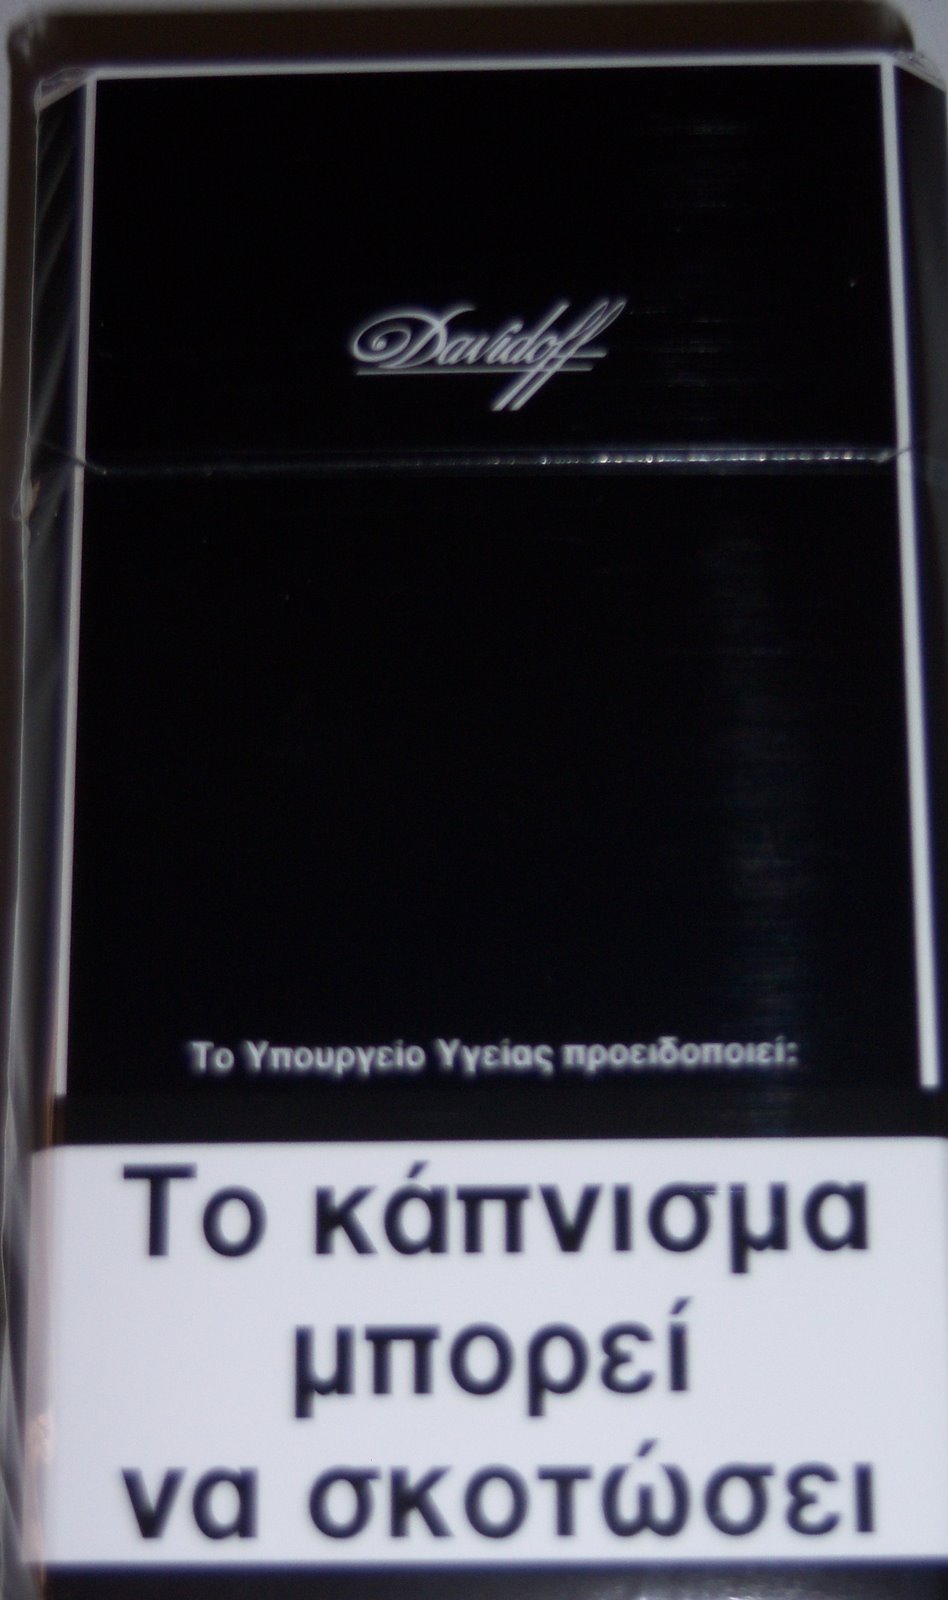 Davidoff
Το Υπουργείο Υγείας προειδοποιεί:
Το κάπνισμα
μπορεί
να σκοτώσει